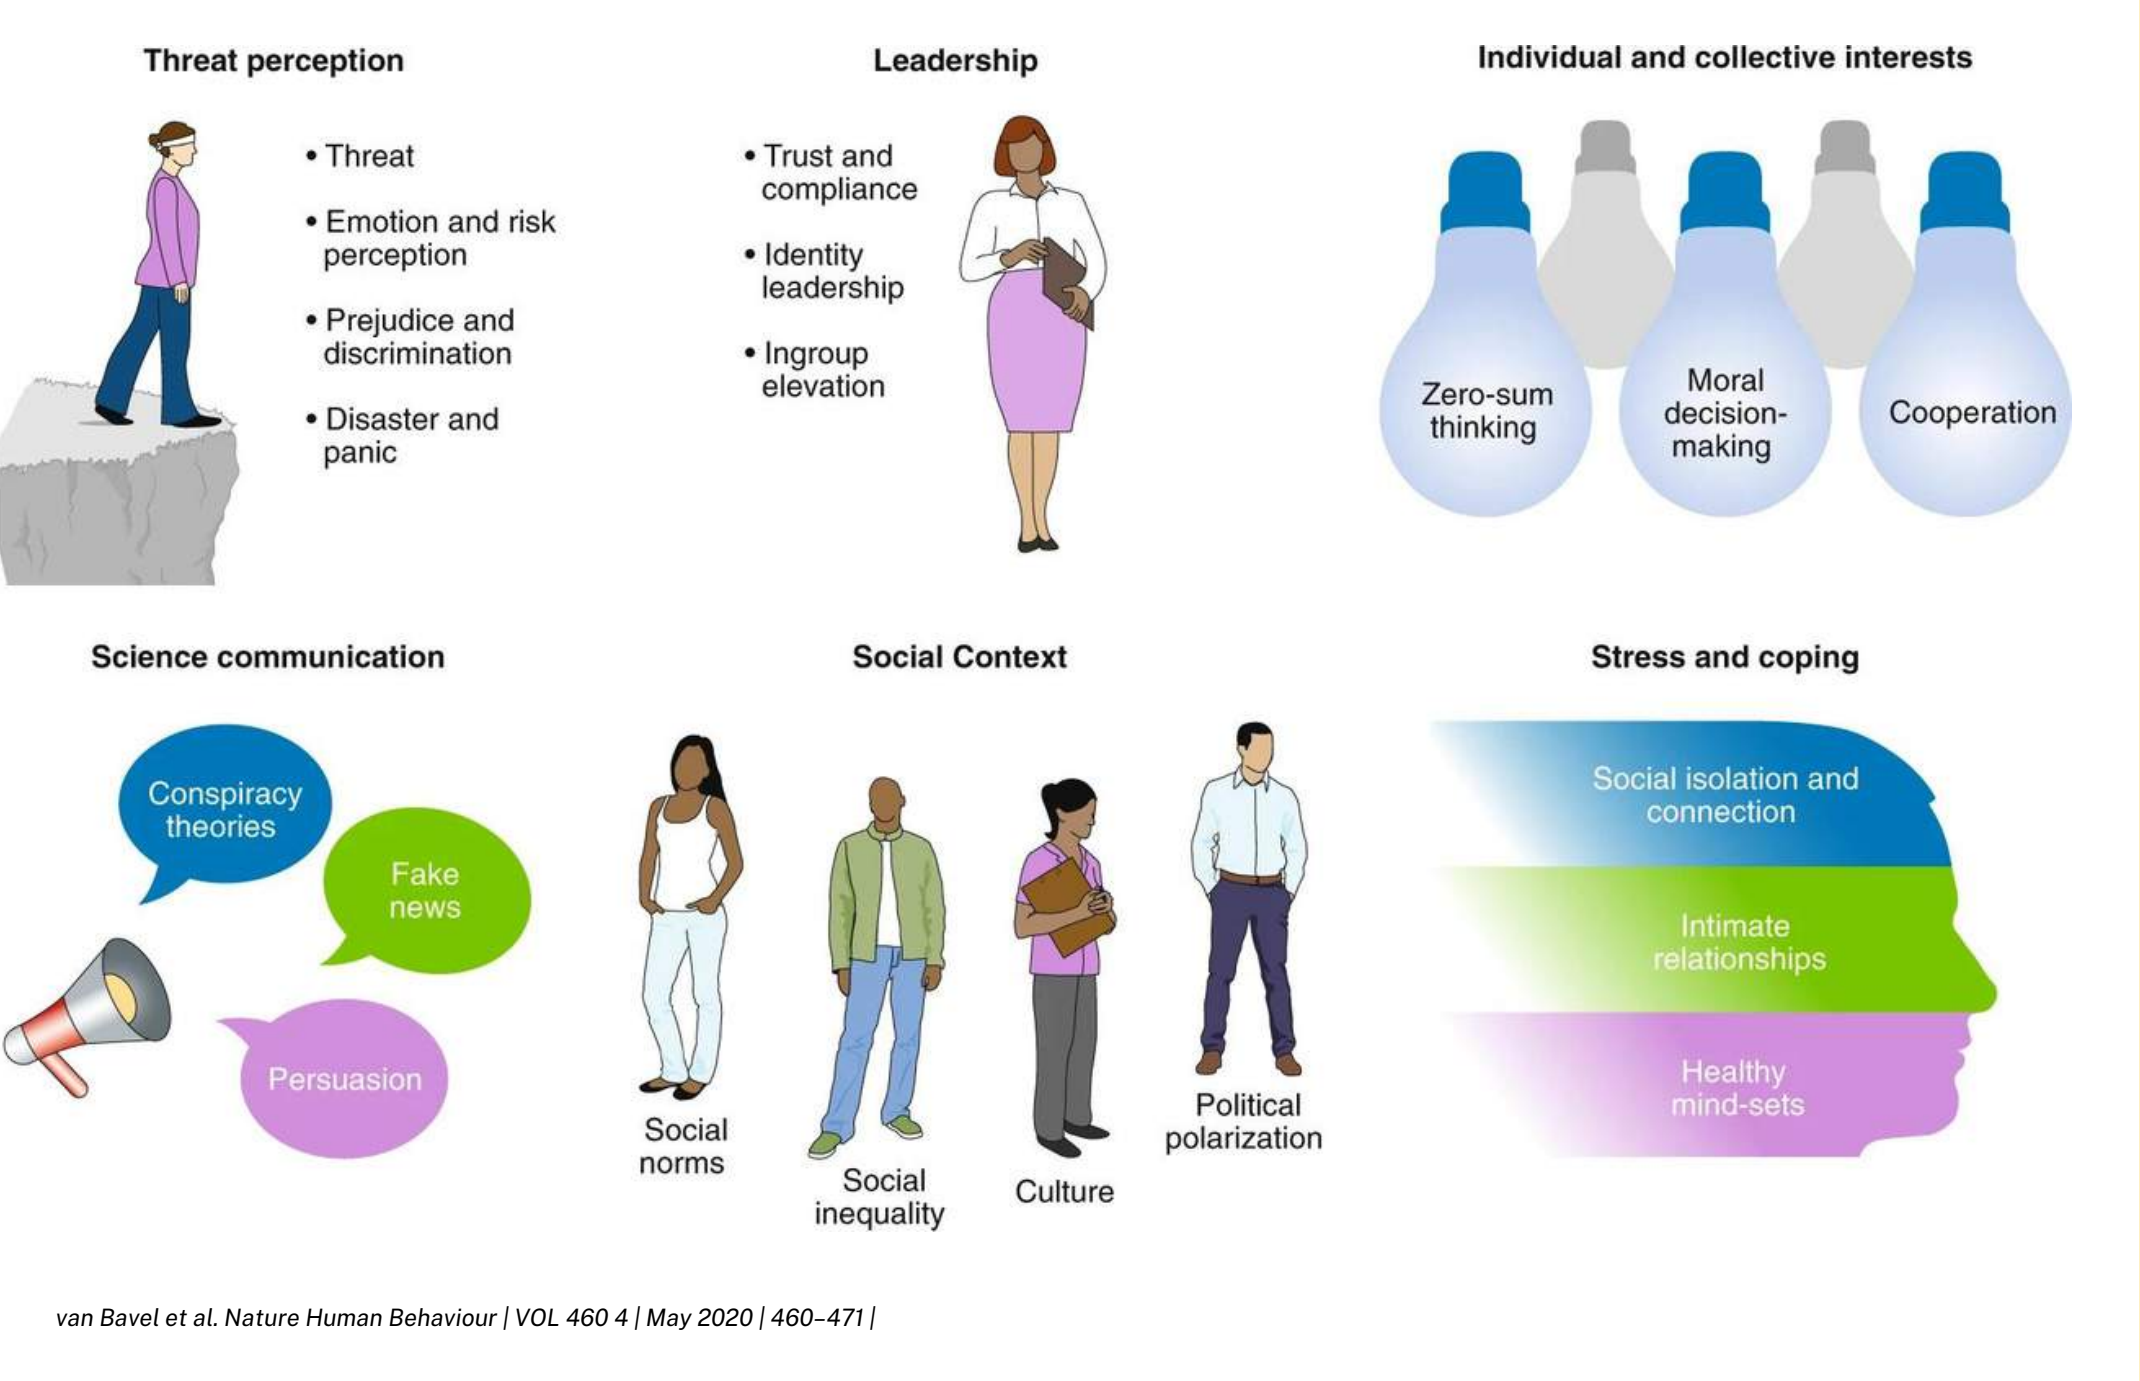 Threat perception
• Threat
• Emotion and risk
perception
• Prejudice and
discrimination
• Disaster and
panic
Leadership
• Trust and
compliance
• Identity
leadership
• Ingroup
elevation
Individual and collective interests
Zero-sum
thinking
Moral
decision-
making
Cooperation
Science communication
Conspiracy
theories
Fake
news
Persuasion
Social Context
Social
norms
Social
inequality
Culture
Political
polarization
Stress and coping
Social isolation and
connection
Intimate
relationships
Healthy
mind-sets
van Bavel et al. Nature Human Behaviour | VOL 460 4 | May 2020 | 460–471 |